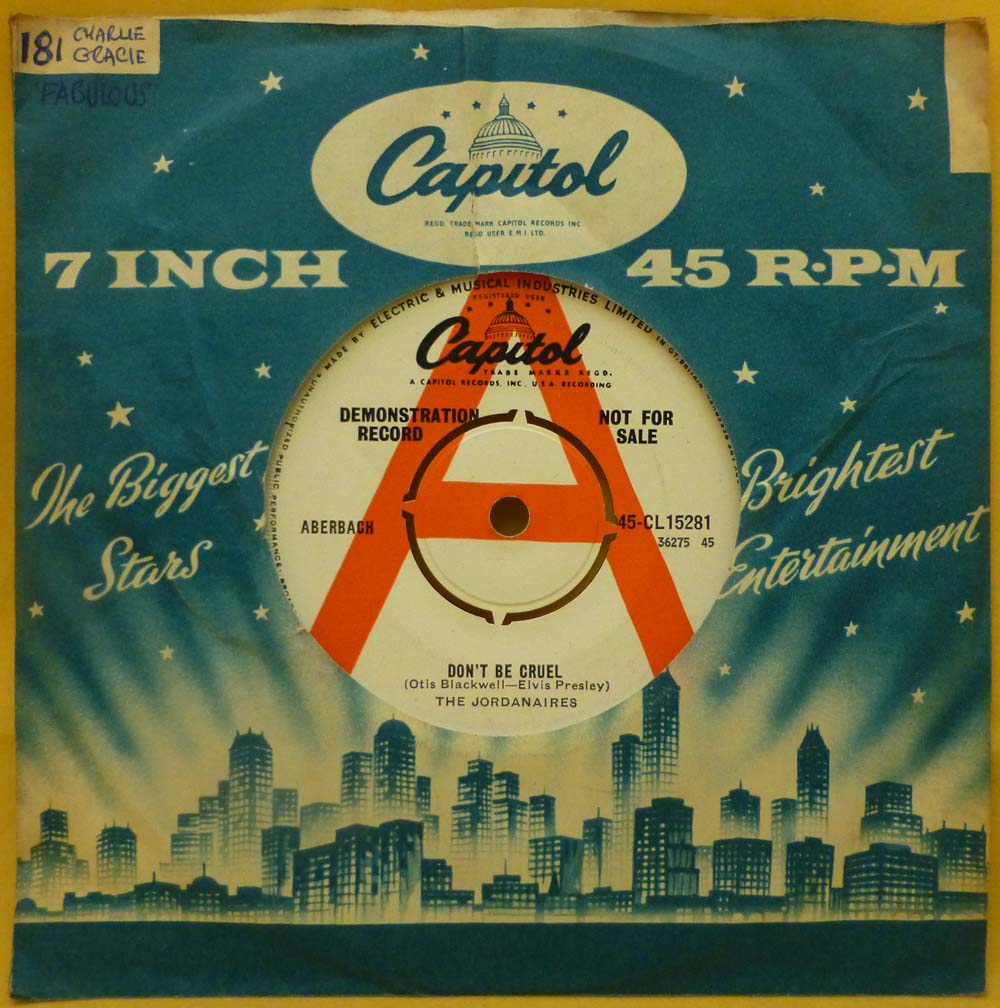 181 CHARLIE
GRACIE
"FABULOUS"
Capitol
REGD. TRADE MARK CAPITOL RECORDS INC.
REGD USER E.M.I. LTD.
7 INCH
45 R·P·M
MADE BY ELECTRIC & MUSICAL INDUSTRIES LIMITED IN GT. BRITAIN
REGISTERED USER
Capitol
TRADE MARKS REGD.
A CAPITOL RECORDS, INC., U.S.A. RECORDING
DEMONSTRATION
RECORD
NOT FOR
SALE
A
ABERBACH
45-CL15281
36275 45
UNAUTHORIZED PUBLIC PERFORMANCE
DON'T BE CRUEL
(Otis Blackwell—Elvis Presley)
THE JORDANAIRES
The Biggest
Stars
Brightest
Entertainment